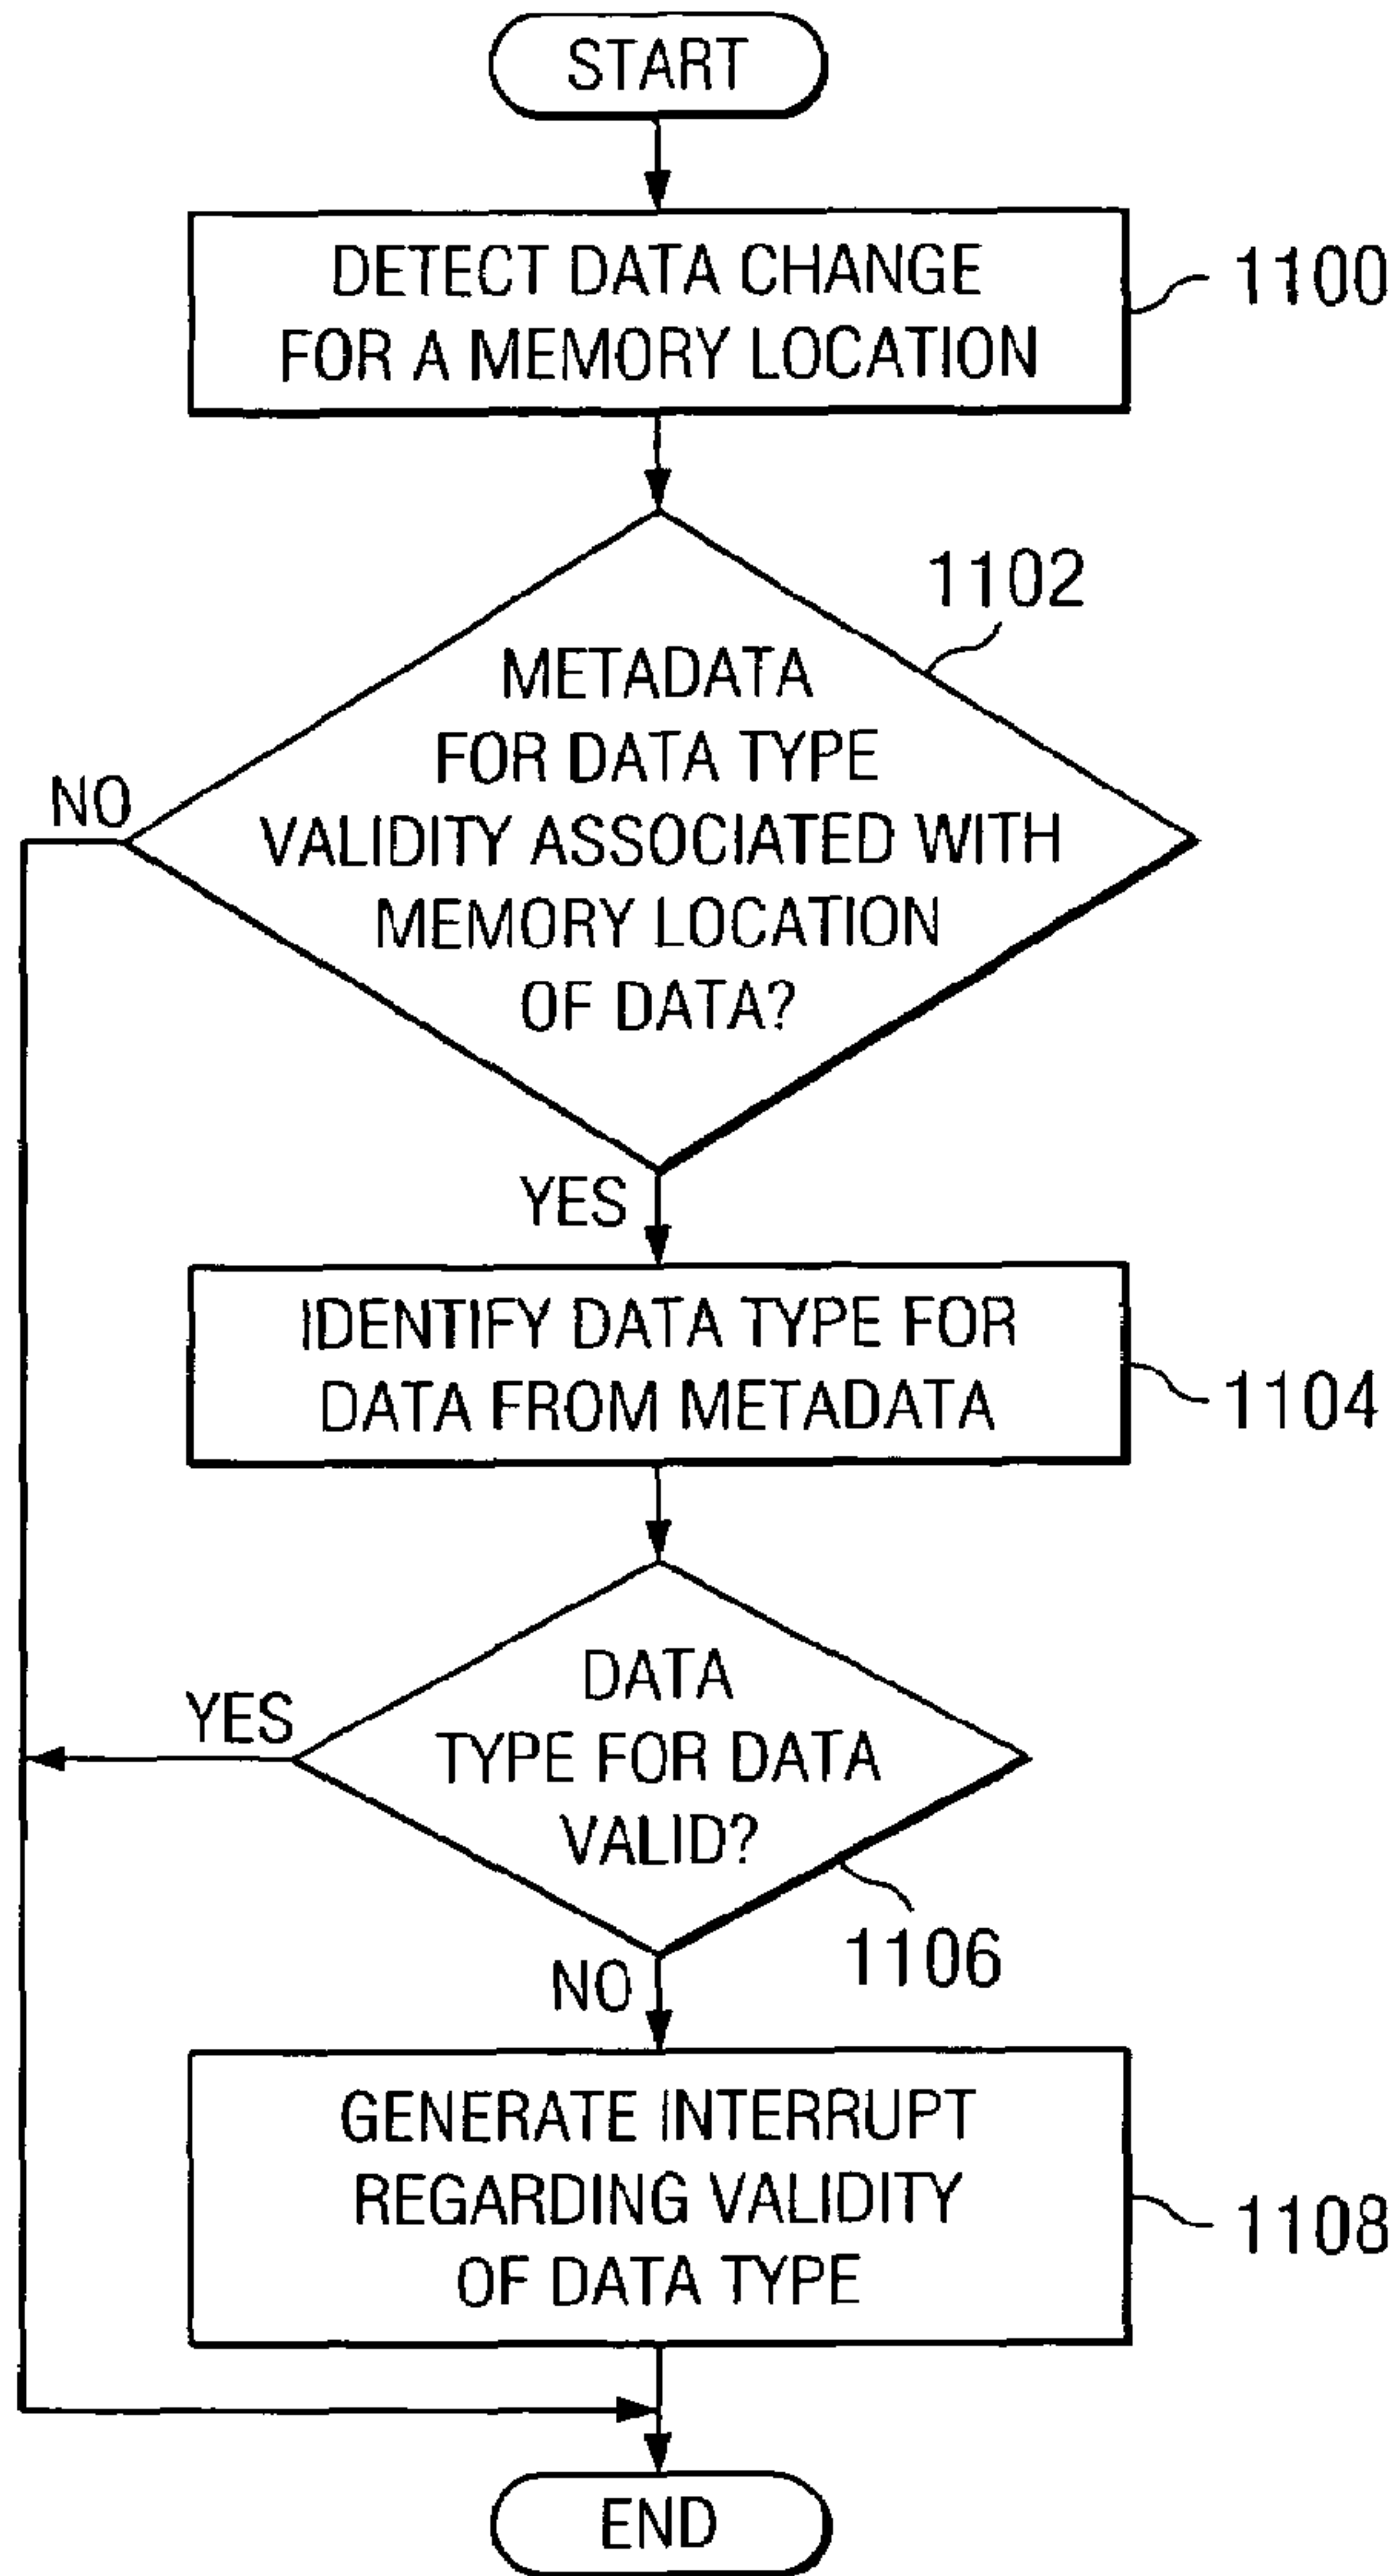 START
DETECT DATA CHANGE
FOR A MEMORY LOCATION
1100
1102
METADATA
FOR DATA TYPE
VALIDITY ASSOCIATED WITH
MEMORY LOCATION
OF DATA?
NO
YES
IDENTIFY DATA TYPE FOR
DATA FROM METADATA
1104
DATA
TYPE FOR DATA
VALID?
YES
1106
NO
GENERATE INTERRUPT
REGARDING VALIDITY
OF DATA TYPE
1108
END